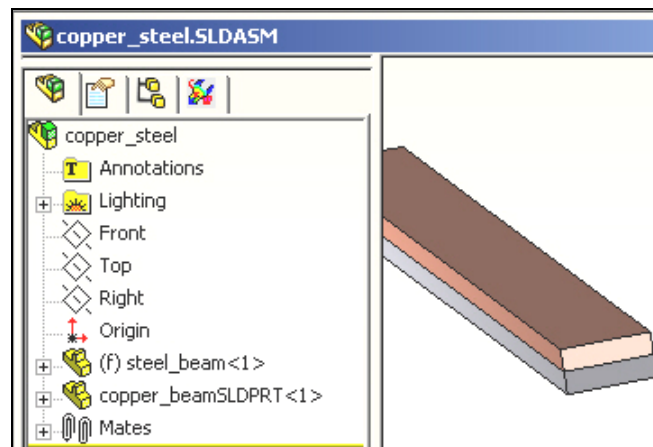 copper_steel.SLDASM
copper_steel
Annotations
Lighting
Front
Top
Right
Origin
(f) steel_beam<1>
copper_beamSLDPRT<1>
Mates